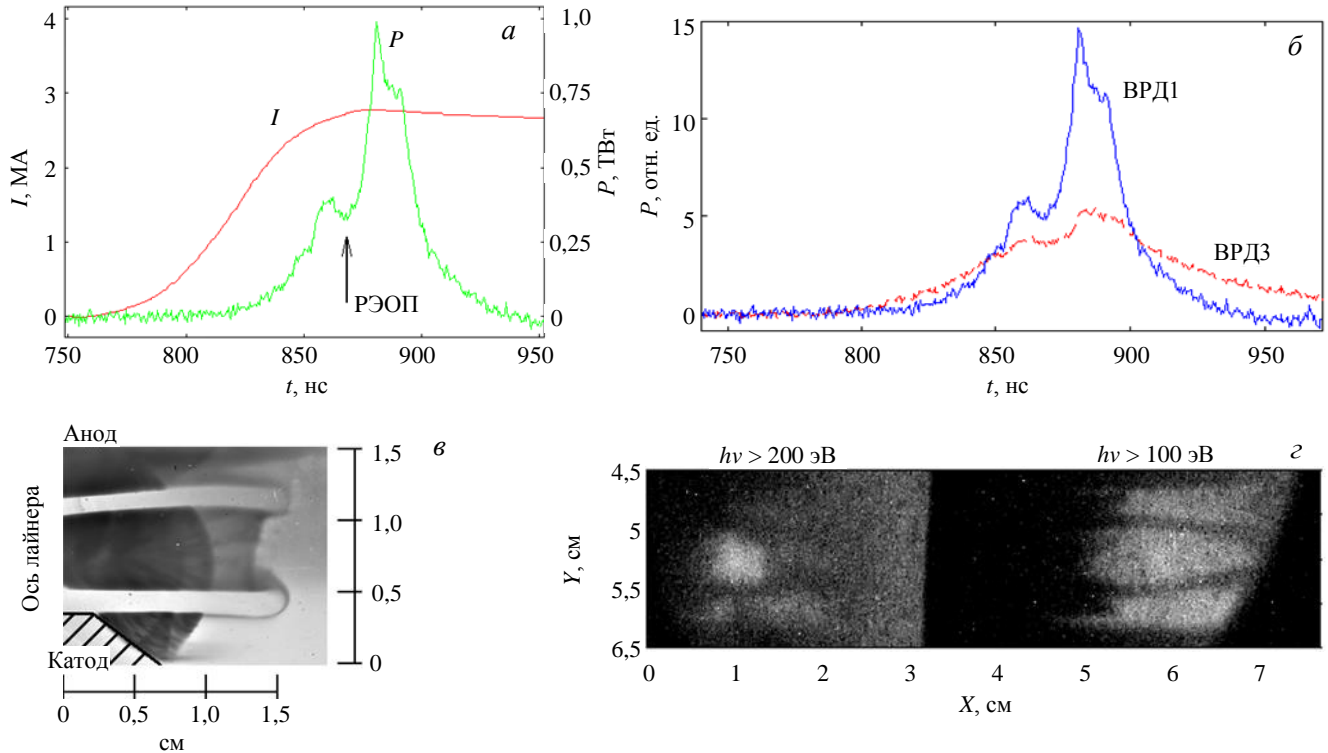 а
I, МА
4
3
2
1
0
P
I
РЭОП
1,0
0,75
0,5
0,25
0
P, ТВт
750
800
850
900
950
t, нс
б
P, отн. ед.
15
10
5
0
ВРД1
ВРД3
750
800
850
900
950
t, нс
в
Анод
Ось лайнера
Катод
1,5
1,0
0,5
0
0
0,5
1,0
1,5
см
hν > 200 эВ
hν > 100 эВ
г
Y, см
4,5
5
5,5
6,5
0
1
2
3
4
5
6
7
X, см